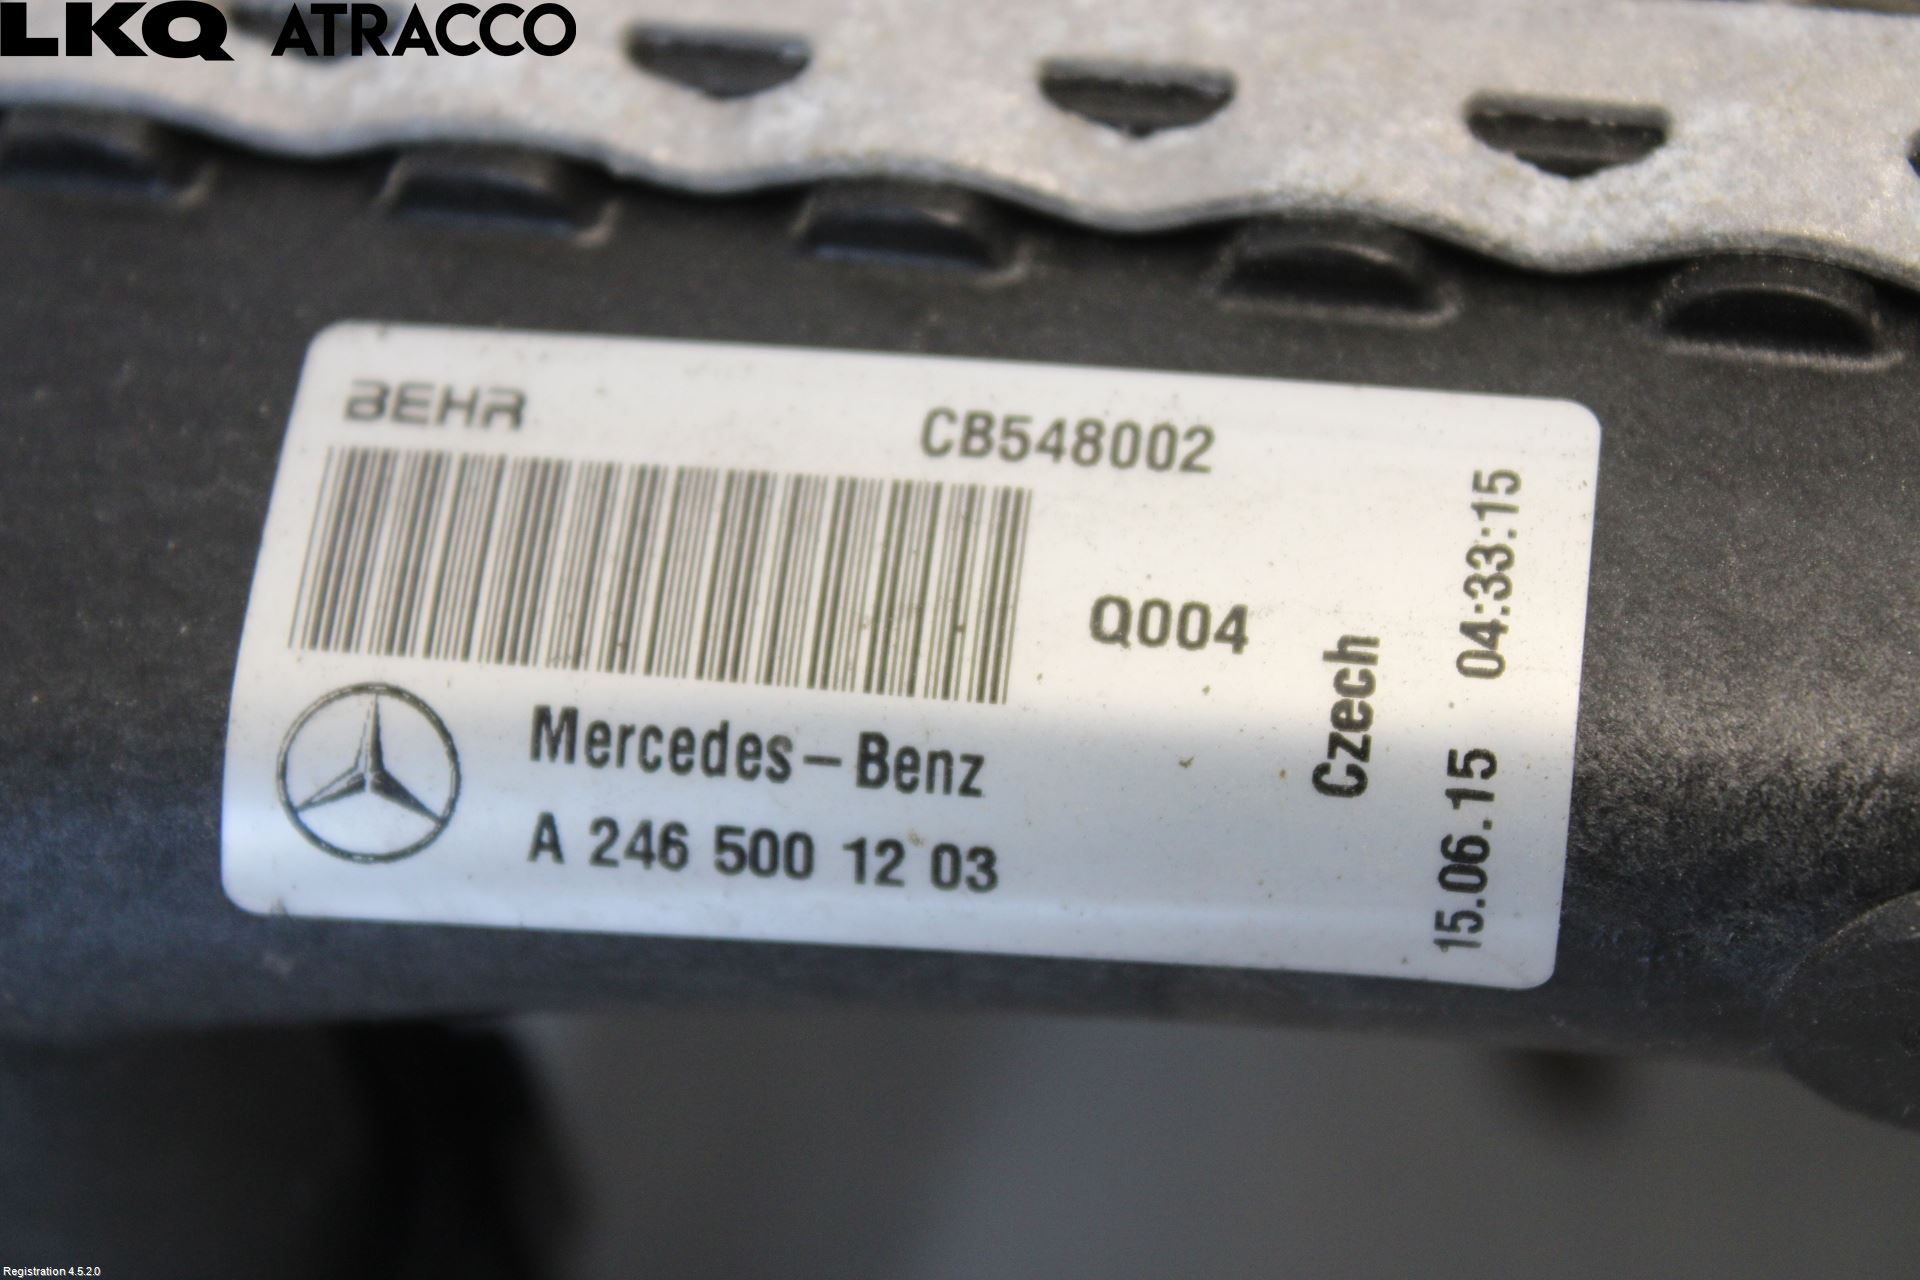 LKQ ATRACCO
BEHR
CB548002
Q004
Mercedes-Benz
A 246 500 12 03
Czech
15.06.15 04:33:15
Registration 4.5.2.0